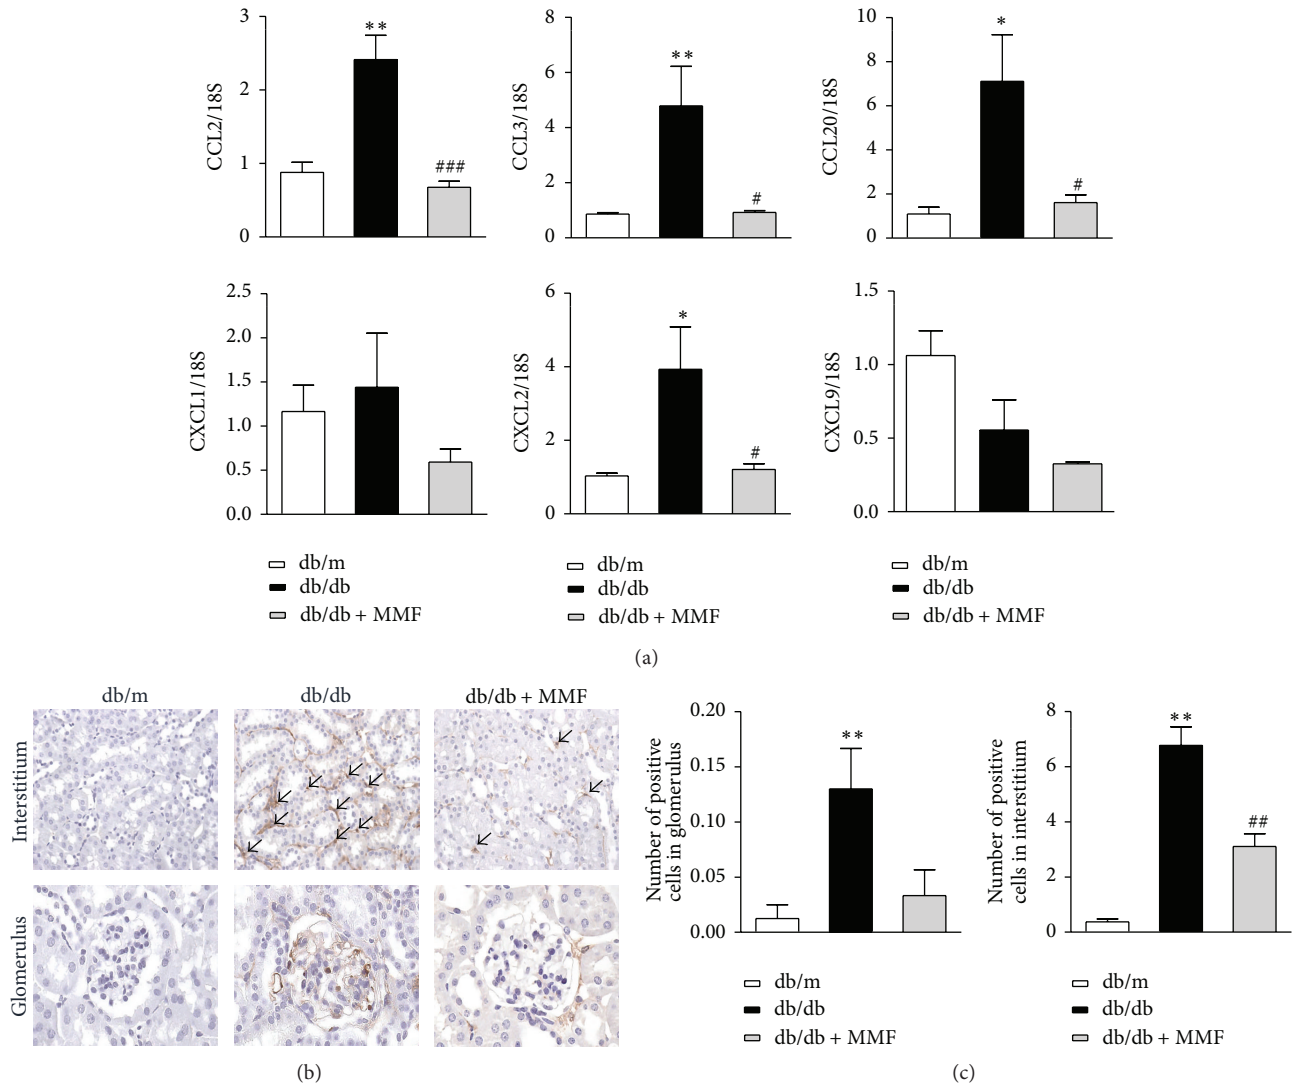 3
2
1
0
CCL2/18S
**
###
8
6
4
2
0
CCL3/18S
**
#
10
8
6
4
2
0
CCL20/18S
*
#
2.5
2.0
1.5
1.0
0.5
0.0
CXCL1/18S
6
4
2
0
CXCL2/18S
*
#
1.5
1.0
0.5
0.0
CXCL9/18S
db/m
db/db
db/db + MMF
db/m
db/db
db/db + MMF
db/m
db/db
db/db + MMF
(a)
db/m
db/db
db/db + MMF
Interstitium
Glomerulus
(b)
0.20
0.15
0.10
0.05
0.00
Number of positive
cells in glomerulus
**
db/m
db/db
db/db + MMF
8
6
4
2
0
Number of positive
cells in interstitium
**
##
db/m
db/db
db/db + MMF
(c)